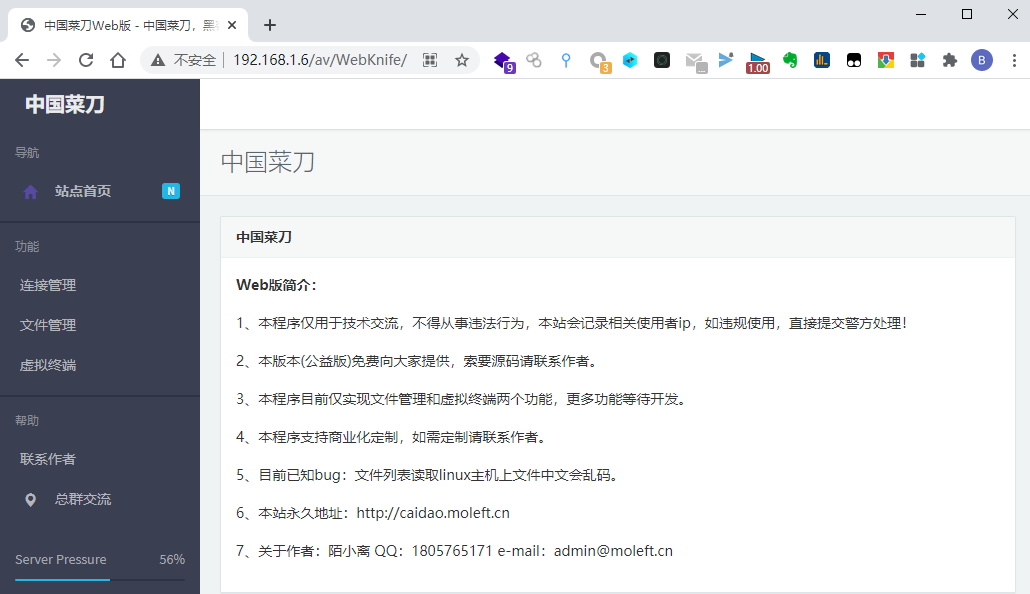 中国菜刀Web版 - 中国菜刀，黑
不安全
192.168.1.6/av/WebKnife/
9
3
...
1.00
B
中国菜刀
导航
站点首页
N
功能
连接管理
文件管理
虚拟终端
帮助
联系作者
总群交流
Server Pressure
56%
中国菜刀
中国菜刀
Web版简介：
1、本程序仅用于技术交流，不得从事违法行为，本站会记录相关使用者ip，如违规使用，直接提交警方处理！
2、本版本(公益版)免费向大家提供，索要源码请联系作者。
3、本程序目前仅实现文件管理和虚拟终端两个功能，更多功能等待开发。
4、本程序支持商业化定制，如需定制请联系作者。
5、目前已知bug：文件列表读取linux主机上文件中文会乱码。
6、本站永久地址：http://caidao.moleft.cn
7、关于作者：陌小离 QQ：1805765171 e-mail：admin@moleft.cn